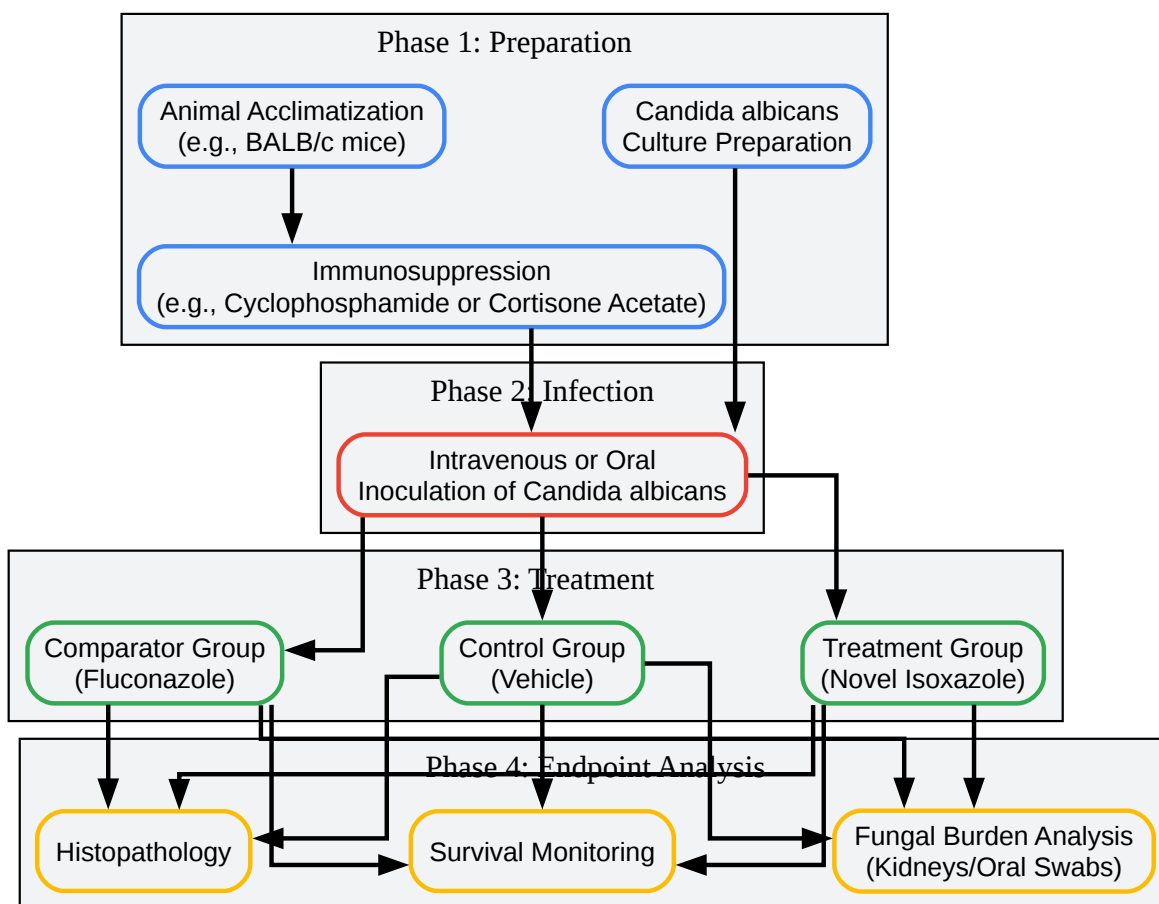 Phase 1: Preparation
Animal Acclimatization
(e.g., BALB/c mice)
Candida albicans
Culture Preparation
Immunosuppression
(e.g., Cyclophosphamide or Cortisone Acetate)
Phase 2: Infection
Intravenous or Oral
Inoculation of Candida albicans
Phase 3: Treatment
Comparator Group
(Fluconazole)
Control Group
(Vehicle)
Treatment Group
(Novel Isoxazole)
Phase 4: Endpoint Analysis
Histopathology
Survival Monitoring
Fungal Burden Analysis
(Kidneys/Oral Swabs)